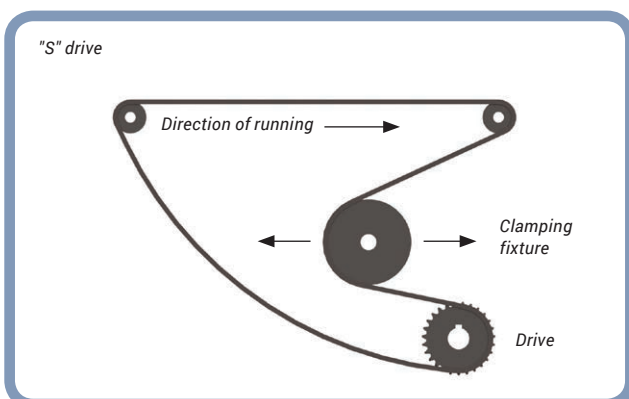 "S" drive
Direction of running
Clamping
fixture
Drive